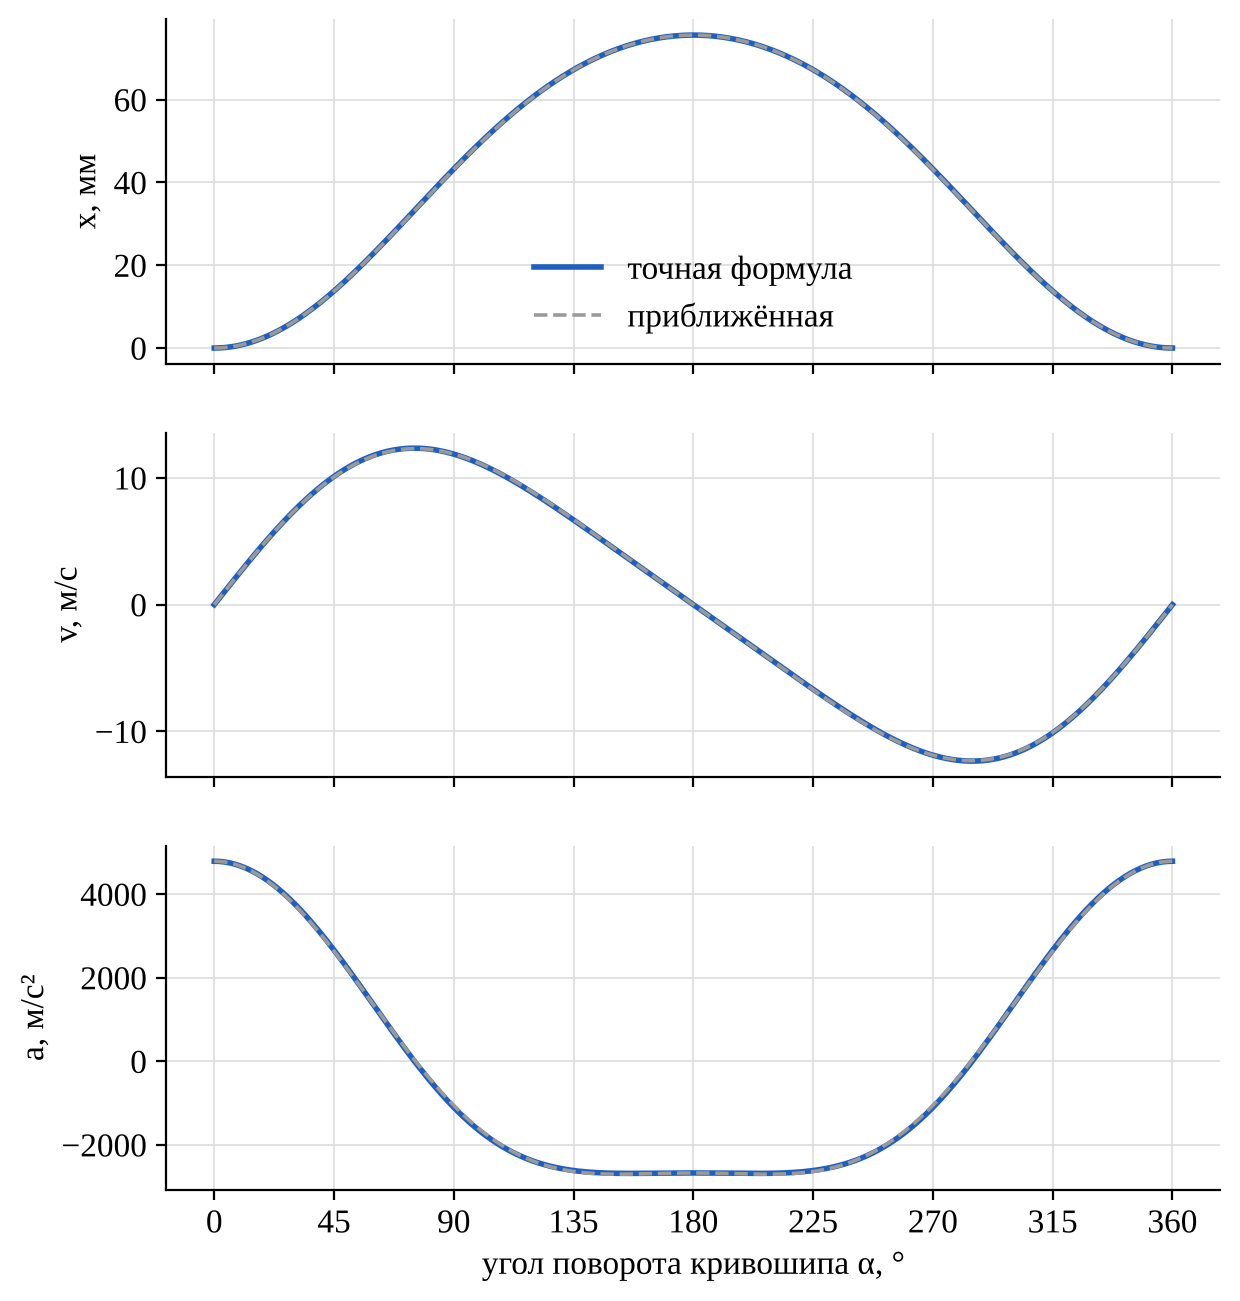 60
40
20
0
x, мм
точная формула
приближённая
10
0
−10
v, м/с
4000
2000
0
−2000
a, м/с²
0 45 90 135 180 225 270 315 360
угол поворота кривошипа α, °